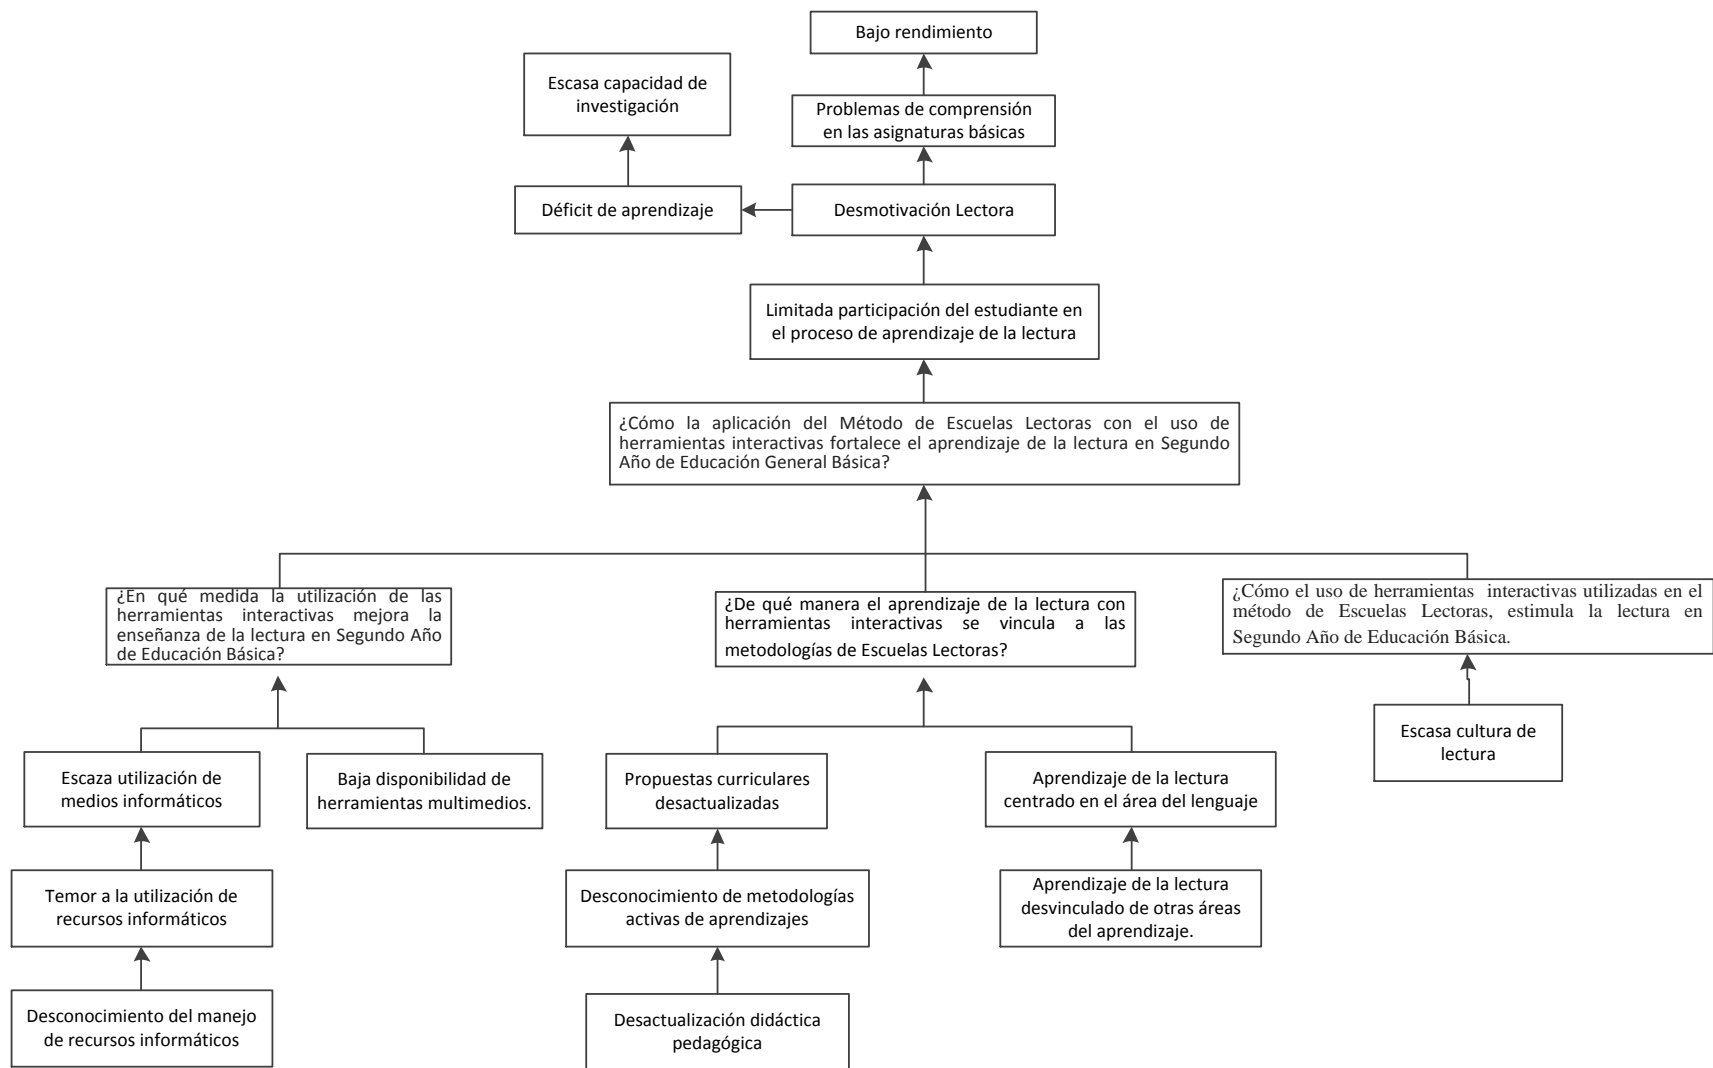 Bajo rendimiento
Escasa capacidad de
investigación
Problemas de comprensión
en las asignaturas básicas
Déficit de aprendizaje
Desmotivación Lectora
Limitada participación del estudiante en
el proceso de aprendizaje de la lectura
¿Cómo la aplicación del Método de Escuelas Lectoras con el uso de
herramientas interactivas fortalece el aprendizaje de la lectura en Segundo
Año de Educación General Básica?
¿En qué medida la utilización de las
herramientas interactivas mejora la
enseñanza de la lectura en Segundo Año
de Educación Básica?
¿De qué manera el aprendizaje de la lectura con
herramientas interactivas se vincula a las
metodologías de Escuelas Lectoras?
¿Cómo el uso de herramientas interactivas utilizadas en el
método de Escuelas Lectoras, estimula la lectura en
Segundo Año de Educación Básica.
Escaza utilización de
medios informáticos
Baja disponibilidad de
herramientas multimedios.
Propuestas curriculares
desactualizadas
Aprendizaje de la lectura
centrado en el área del lenguaje
Escasa cultura de
lectura
Temor a la utilización de
recursos informáticos
Desconocimiento de metodologías
activas de aprendizajes
Aprendizaje de la lectura
desvinculado de otras áreas
del aprendizaje.
Desconocimiento del manejo
de recursos informáticos
Desactualización didáctica
pedagógica